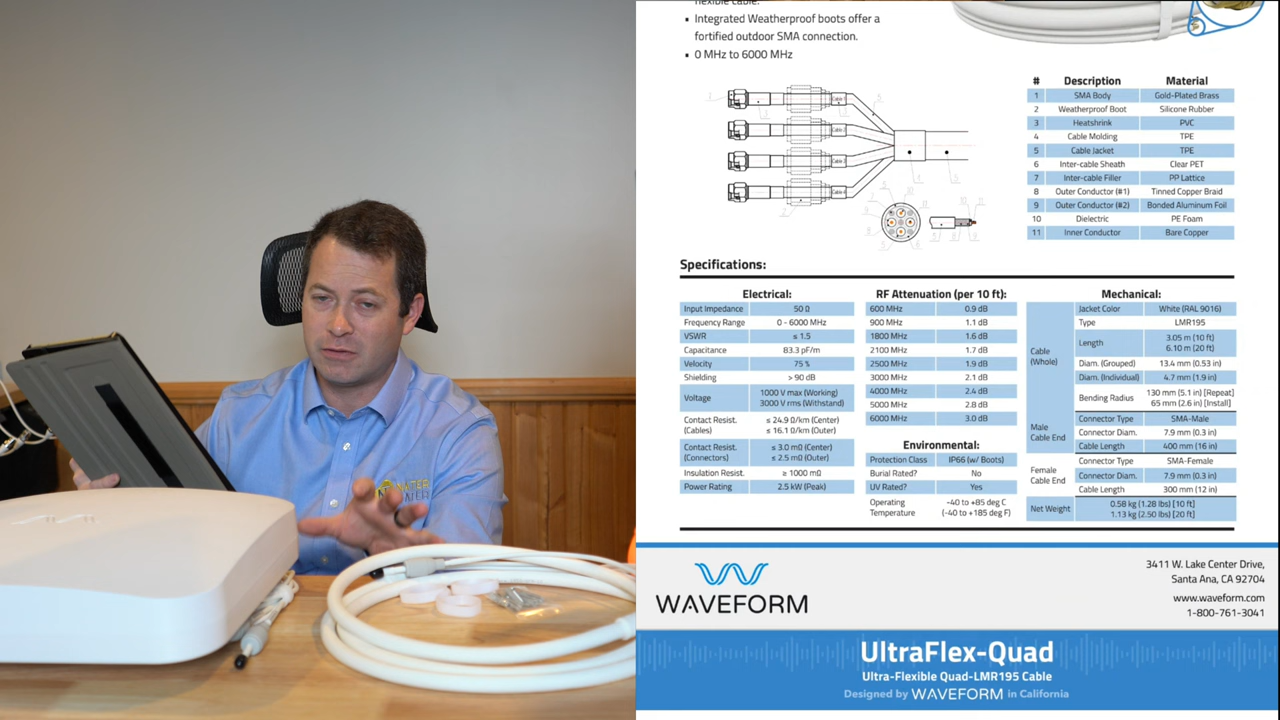 flexible cable.
▪ Integrated Weatherproof boots offer a
fortified outdoor SMA connection.
▪ 0 MHz to 6000 MHz
# Description Material
1 SMA Body Gold-Plated Brass
2 Weatherproof Boot Silicone Rubber
3 Heatshrink PVC
4 Cable Molding TPE
5 Cable Jacket TPE
6 Inter-cable Sheath Clear PET
7 Inter-cable Filler PP Lattice
8 Outer Conductor (#1) Tinned Copper Braid
9 Outer Conductor (#2) Bonded Aluminum Foil
10 Dielectric PE Foam
11 Inner Conductor Bare Copper
Specifications:
Electrical:
Input Impedance 50 Ω
Frequency Range 0 - 6000 MHz
VSWR ≤ 1.5
Capacitance 83.3 pF/m
Velocity 75 %
Shielding > 90 dB
Voltage 1000 V max (Working)
3000 V rms (Withstand)
Contact Resist. ≤ 24.9 Ω/km (Center)
(Cables) ≤ 16.1 Ω/km (Outer)
Contact Resist. ≤ 3.0 mΩ (Center)
(Connectors) ≤ 2.5 mΩ (Outer)
Insulation Resist. ≥ 1000 mΩ
Power Rating 2.5 kW (Peak)
RF Attenuation (per 10 ft):
600 MHz 0.9 dB
900 MHz 1.1 dB
1800 MHz 1.6 dB
2100 MHz 1.7 dB
2500 MHz 1.9 dB
3000 MHz 2.1 dB
4000 MHz 2.4 dB
5000 MHz 2.8 dB
6000 MHz 3.0 dB
Environmental:
Protection Class IP66 (w/ Boots)
Burial Rated? No
UV Rated? Yes
Operating -40 to +85 deg C
Temperature (-40 to +185 deg F)
Mechanical:
Cable
(Whole)
Jacket Color White (RAL 9016)
Type LMR195
Length 3.05 m [10 ft]
6.10 m [20 ft]
Diam. (Grouped) 13.4 mm (0.53 in)
Diam. (Individual) 4.7 mm (1.9 in)
Bending Radius 130 mm (5.1 in) [Repeat]
65 mm (2.6 in) [Install]
Male
Cable End
Connector Type SMA-Male
Connector Diam. 7.9 mm (0.3 in)
Cable Length 400 mm (16 in)
Female
Cable End
Connector Type SMA-Female
Connector Diam. 7.9 mm (0.3 in)
Cable Length 300 mm (12 in)
Net Weight 0.58 kg (1.28 lbs) [10 ft]
1.13 kg (2.50 lbs) [20 ft]
WAVEFORM
3411 W. Lake Center Drive,
Santa Ana, CA 92704
www.waveform.com
1-800-761-3041
UltraFlex-Quad
Ultra-Flexible Quad-LMR195 Cable
Designed by WAVEFORM in California